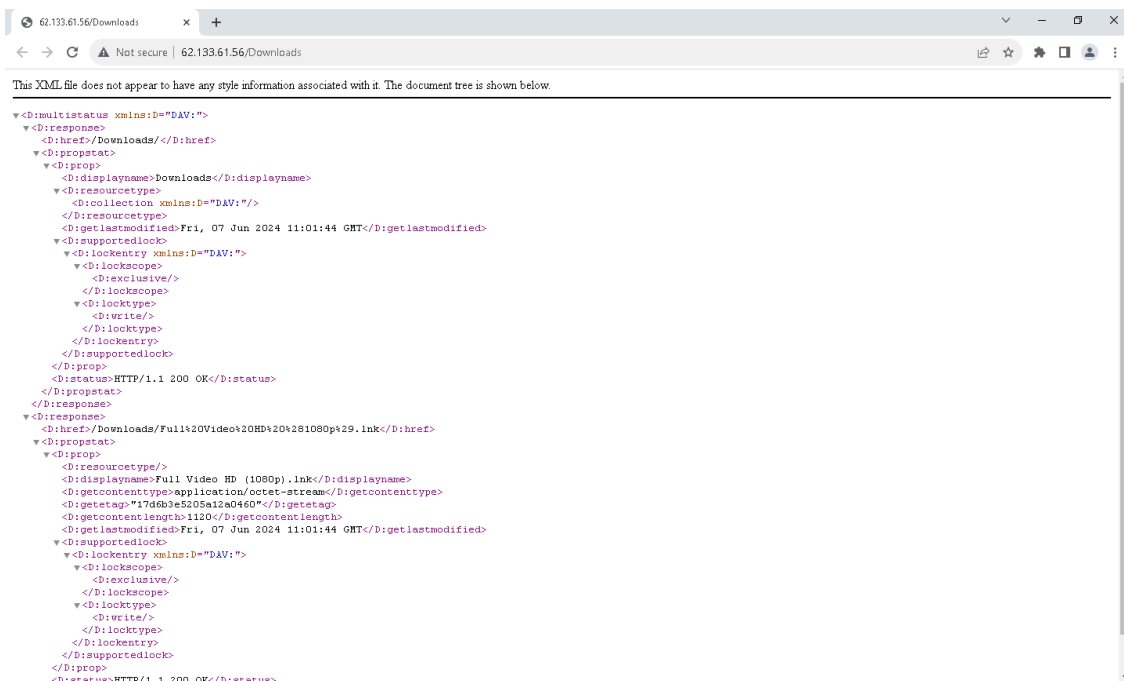 62.133.61.56/Downloads
Not secure | 62.133.61.56/Downloads
This XML file does not appear to have any style information associated with it. The document tree is shown below.
▼<D:multistatus xmlns:D="DAV:">
▼<D:response>
<D:href>/Downloads/</D:href>
▼<D:propstat>
▼<D:prop>
<D:displayname>Downloads</D:displayname>
▼<D:resourcetype>
<D:collection xmlns:D="DAV:"/>
</D:resourcetype>
<D:getlastmodified>Fri, 07 Jun 2024 11:01:44 GMT</D:getlastmodified>
▼<D:supportedlock>
▼<D:lockentry xmlns:D="DAV:">
▼<D:lockscope>
<D:exclusive/>
</D:lockscope>
▼<D:locktype>
<D:write/>
</D:locktype>
</D:lockentry>
</D:supportedlock>
</D:prop>
<D:status>HTTP/1.1 200 OK</D:status>
</D:propstat>
</D:response>
▼<D:response>
<D:href>/Downloads/Full%20Video%20HD%20%281080p%29.lnk</D:href>
▼<D:propstat>
▼<D:prop>
<D:resourcetype/>
<D:displayname>Full Video HD (1080p).lnk</D:displayname>
<D:getcontenttype>application/octet-stream</D:getcontenttype>
<D:getetag>"17d6b3e5205a12a0460"</D:getetag>
<D:getcontentlength>1120</D:getcontentlength>
<D:getlastmodified>Fri, 07 Jun 2024 11:01:44 GMT</D:getlastmodified>
▼<D:supportedlock>
▼<D:lockentry xmlns:D="DAV:">
▼<D:lockscope>
<D:exclusive/>
</D:lockscope>
▼<D:locktype>
<D:write/>
</D:locktype>
</D:lockentry>
</D:supportedlock>
</D:prop>
<D:status>HTTP/1.1 200 OK</D:status>